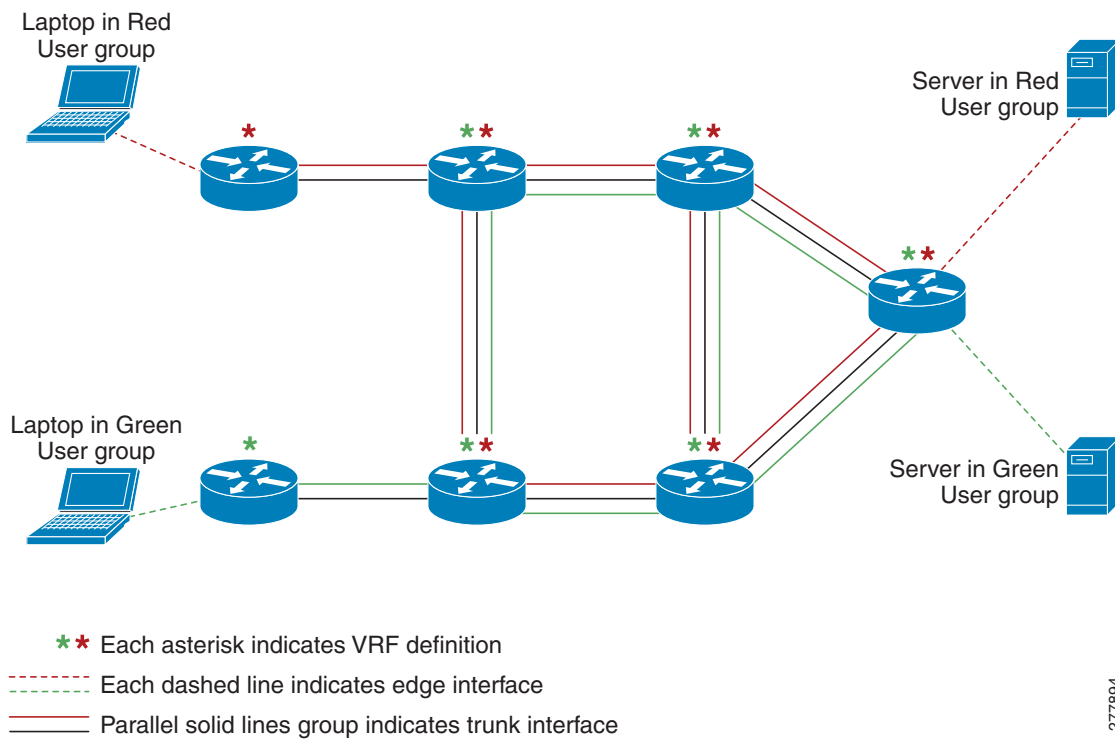 Laptop in Red
User group
Server in Red
User group
* **
**
**
Laptop in Green
User group
*
**
**
Server in Green
User group
** Each asterisk indicates VRF definition
Each dashed line indicates edge interface
Parallel solid lines group indicates trunk interface
277894